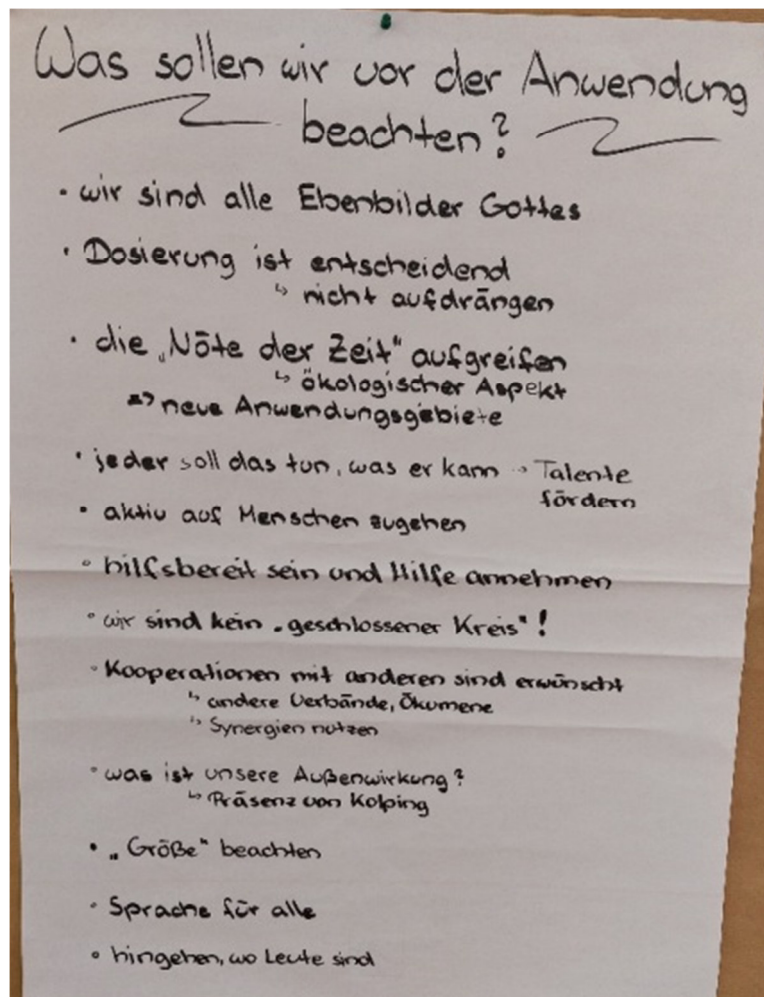 Was sollen wir vor der Anwendung
beachten?
• wir sind alle Ebenbilder Gottes
• Dosierung ist entscheidend
↳ nicht aufdrängen
• die „Nöte der Zeit" aufgreifen
↳ ökologischer Aspekt
=> neue Anwendungsgebiete
• jeder soll das tun, was er kann → Talente
fördern
• aktiv auf Menschen zugehen
• hilfsbereit sein und Hilfe annehmen
• wir sind kein „geschlossener Kreis"!
• Kooperationen mit anderen sind erwünscht
↳ andere Verbände, Ökumene
↳ Synergien nutzen
• was ist unsere Außenwirkung?
↳ Präsenz von Kolping
• „Größe" beachten
• Sprache für alle
• hingehen, wo Leute sind